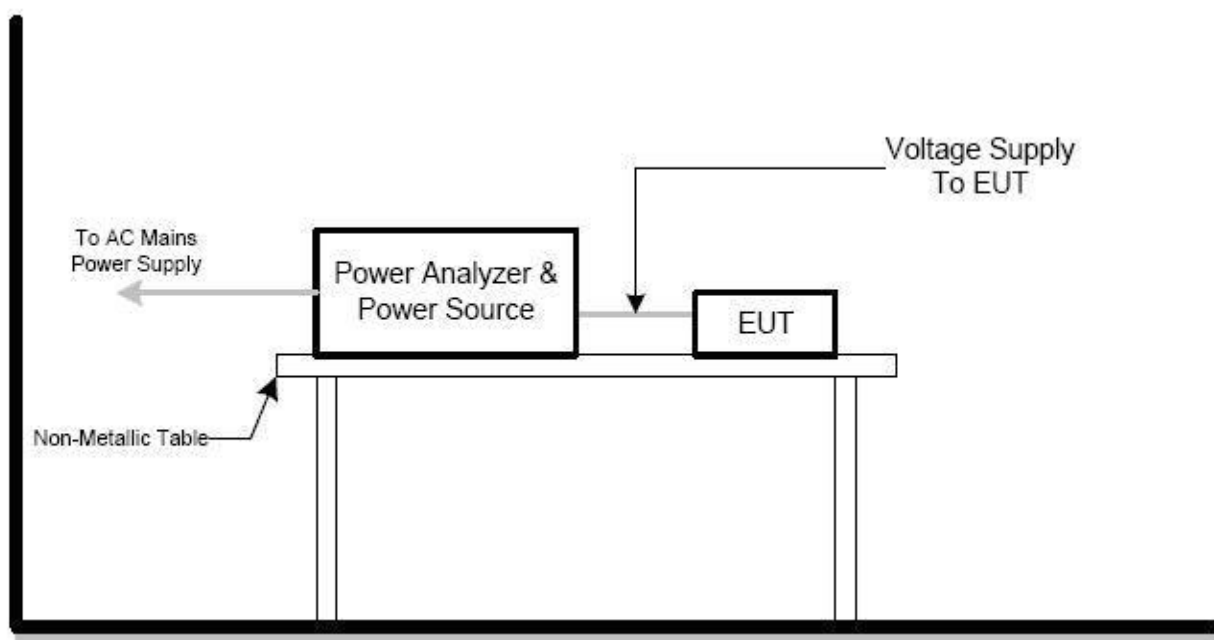 Voltage Supply
To EUT
To AC Mains
Power Supply
Power Analyzer &
Power Source
EUT
Non-Metallic Table